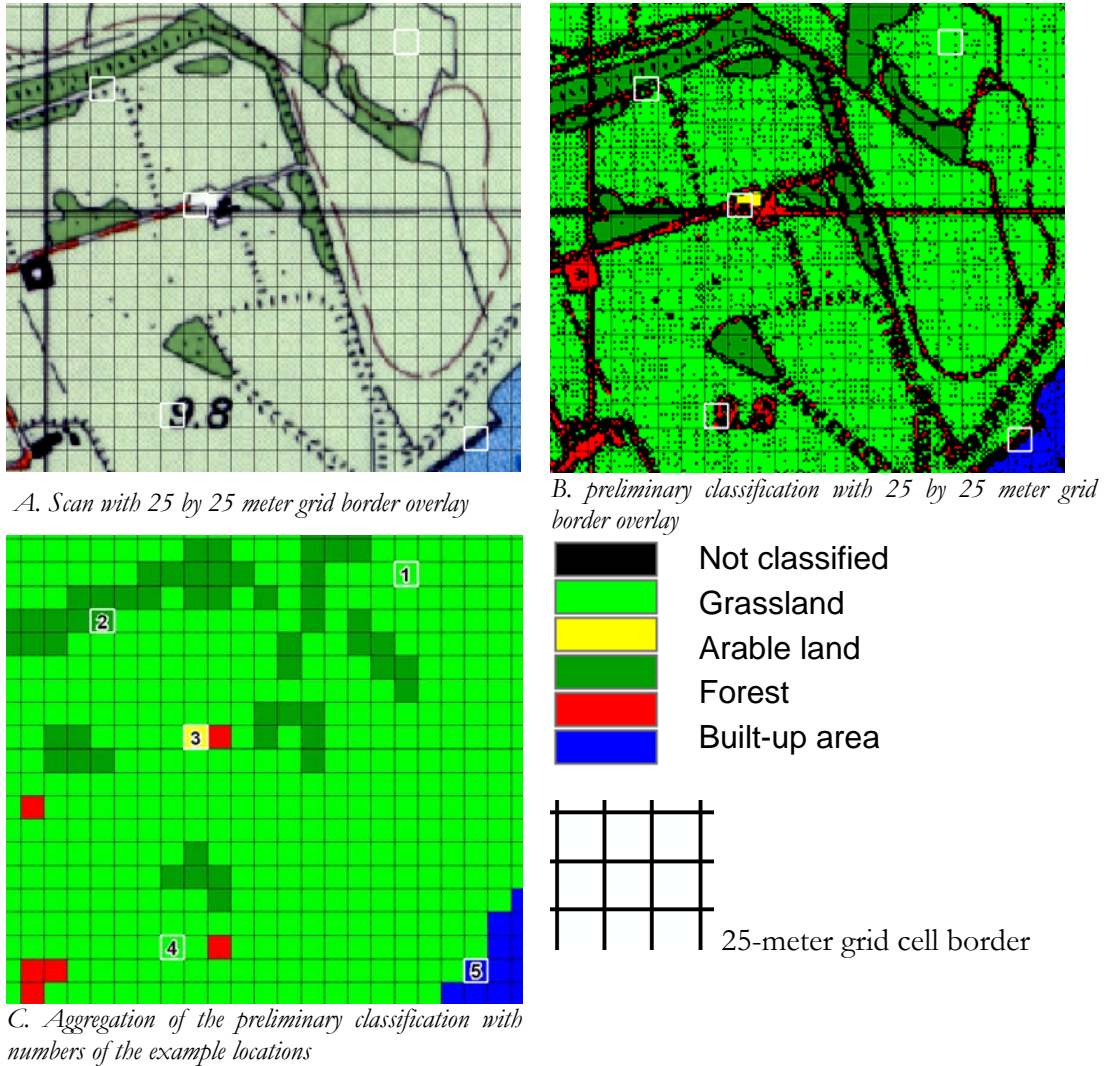 9.8
A. Scan with 25 by 25 meter grid border overlay
B. preliminary classification with 25 by 25 meter grid
border overlay
Not classified
Grassland
Arable land
Forest
Built-up area
1
2
3
4
5
25-meter grid cell border
C. Aggregation of the preliminary classification with
numbers of the example locations